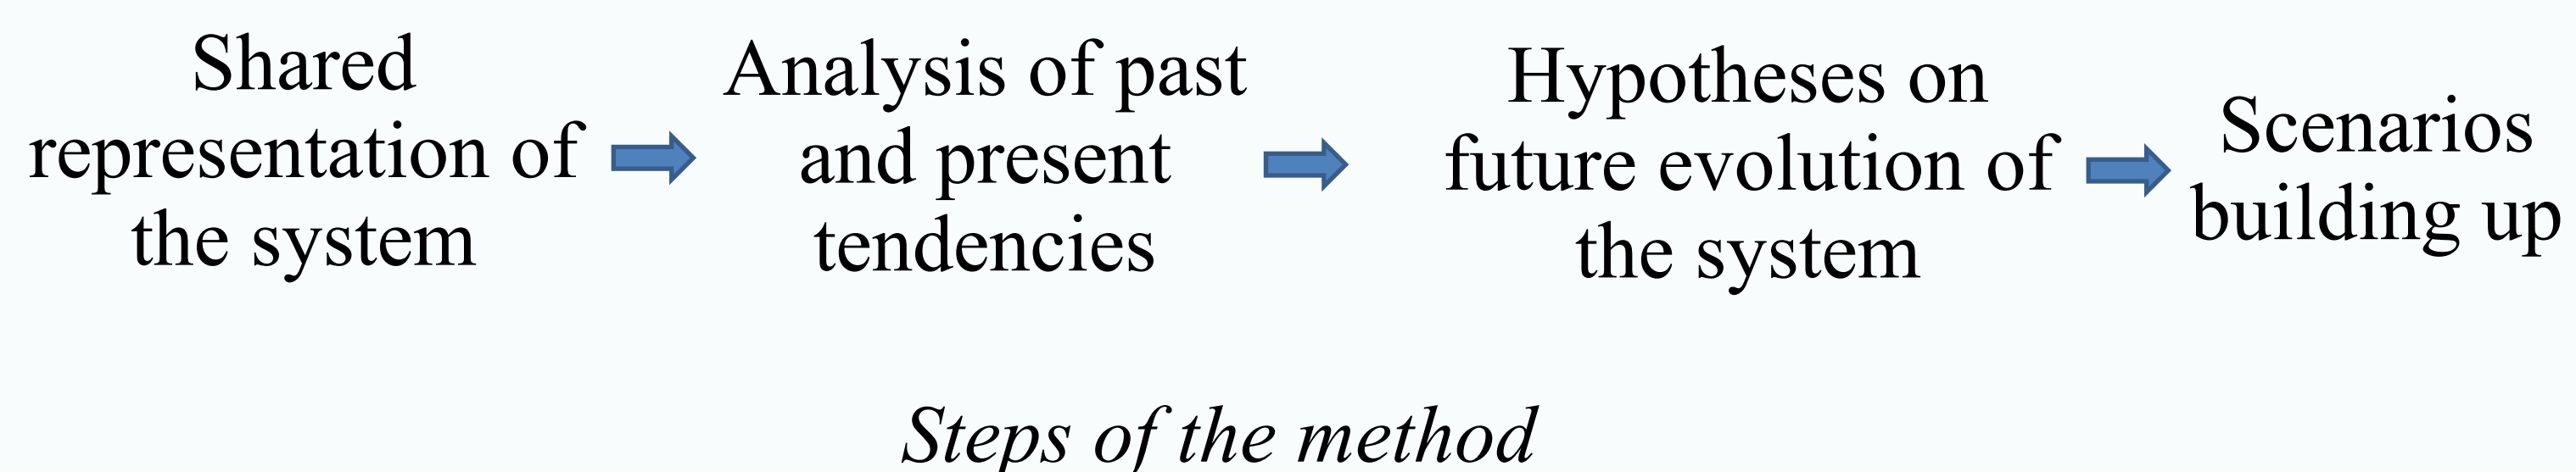 Shared
representation of
the system
Analysis of past
and present
tendencies
Hypotheses on
future evolution of
the system
Scenarios
building up
Steps of the method